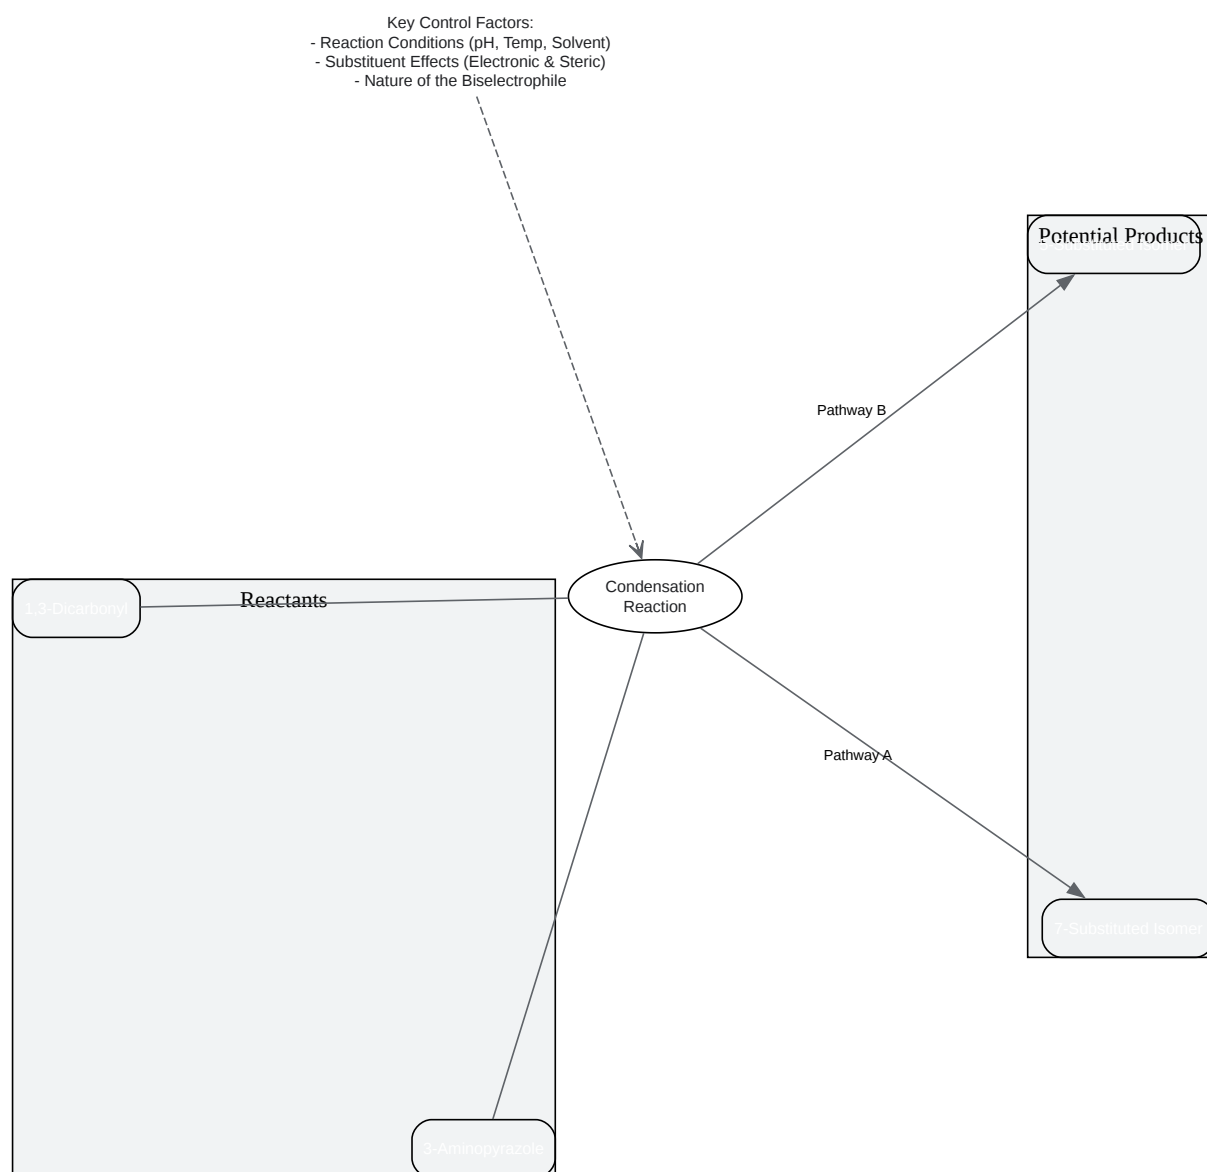 Key Control Factors:
- Reaction Conditions (pH, Temp, Solvent)
- Substituent Effects (Electronic & Steric)
- Nature of the Biselectrophile
Potential Products
Pathway B
Condensation
Reaction
1,3-Dicarbonyl
Reactants
Pathway A
7-Substituted Isomer
3-Aminopyrazole